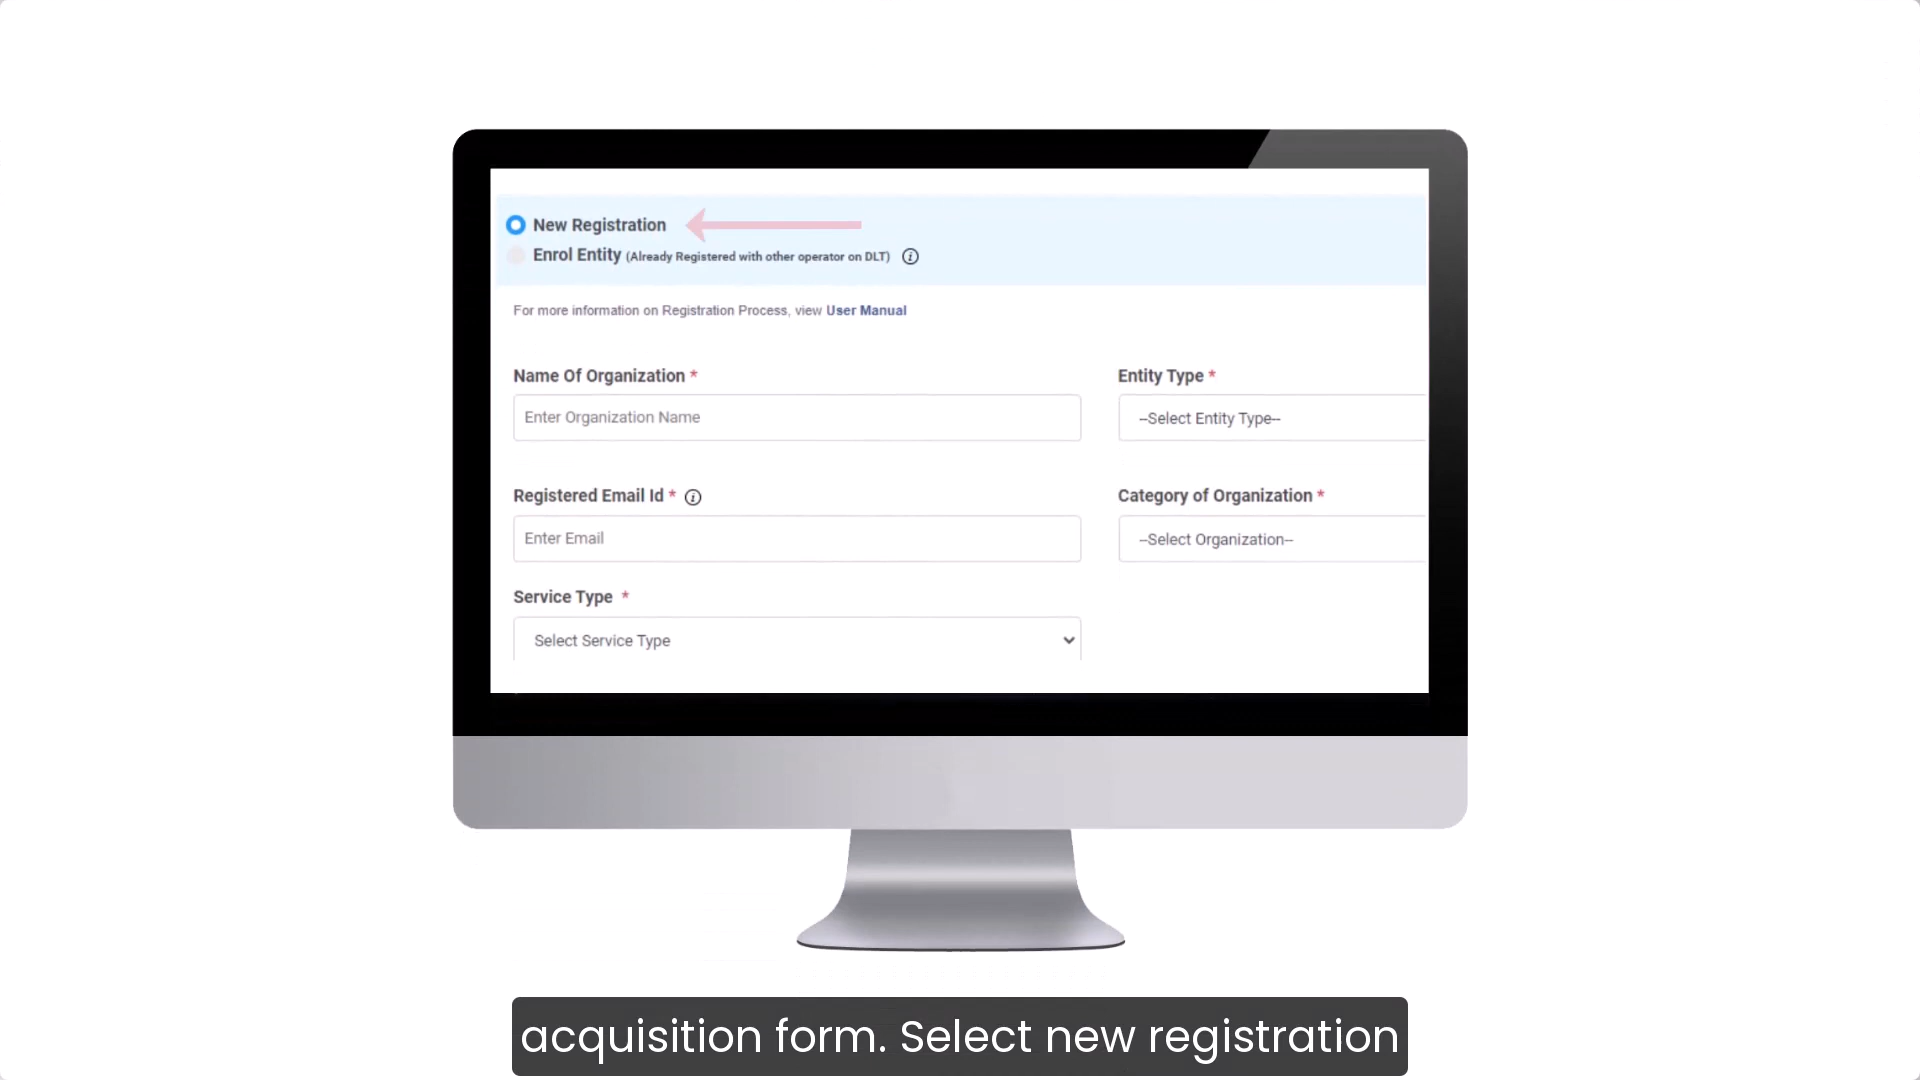 New Registration
Enrol Entity (Already Registered with other operator on DLT)
For more information on Registration Process, view User Manual
Name Of Organization *
Entity Type *
Enter Organization Name
--Select Entity Type--
Registered Email Id *
Category of Organization *
Enter Email
--Select Organization--
Service Type *
Select Service Type
acquisition form. Select new registration